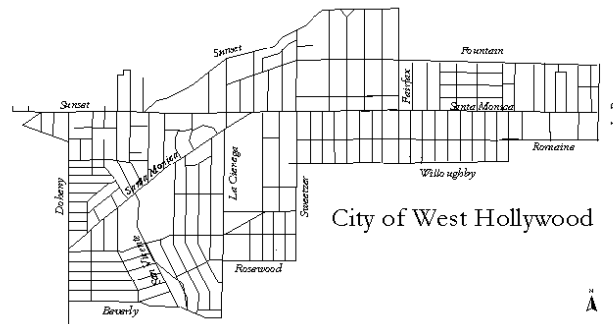 Sunset
Fountain
Fairfax
Sunset
Santa Monica
Romaine
Santa Monica
La Cienega
Willoughby
Doheny
Sweetzer
City of West Hollywood
San Vicente
Rosewood
Beverly
N